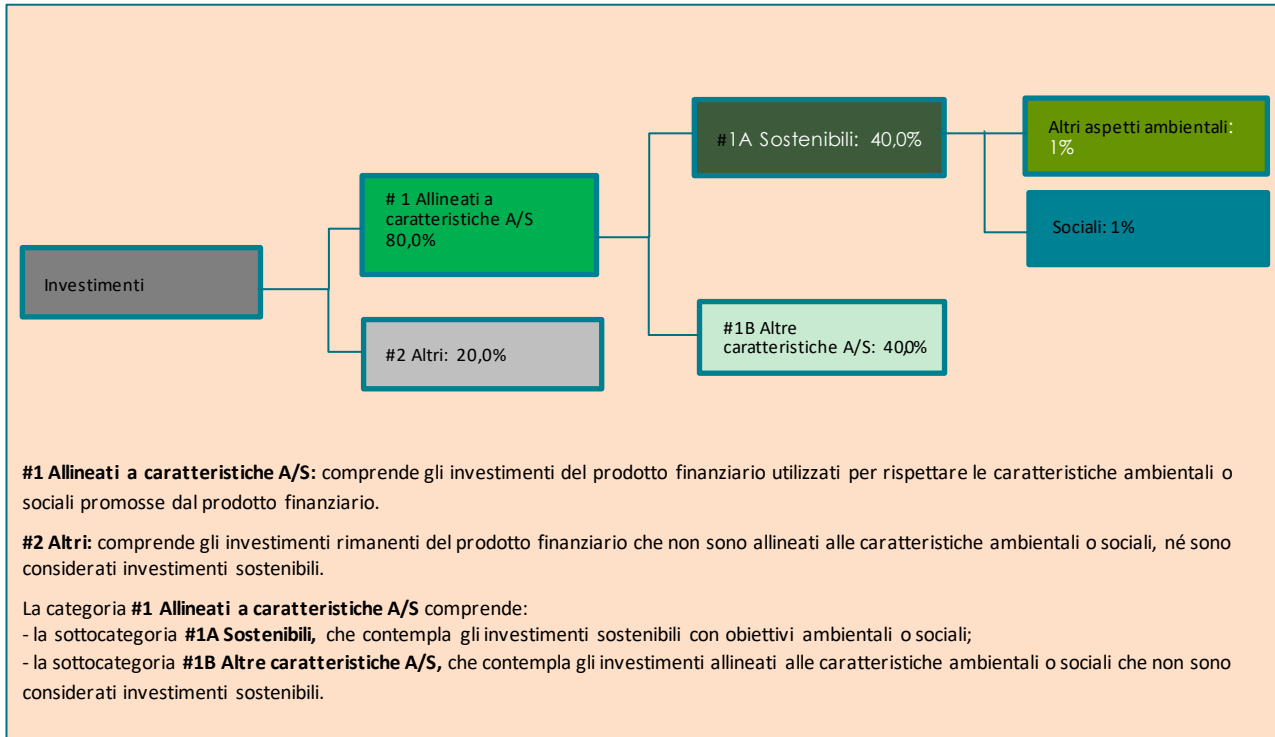 #1A Sostenibili: 40,0%
Altri aspetti ambientali:
1%
# 1 Allineati a
caratteristiche A/S
80,0%
Sociali: 1%
Investimenti
#2 Altri: 20,0%
#1B Altre
caratteristiche A/S: 40,0%
#1 Allineati a caratteristiche A/S: comprende gli investimenti del prodotto finanziario utilizzati per rispettare le caratteristiche ambientali o
sociali promosse dal prodotto finanziario.
#2 Altri: comprende gli investimenti rimanenti del prodotto finanziario che non sono allineati alle caratteristiche ambientali o sociali, né sono
considerati investimenti sostenibili.
La categoria #1 Allineati a caratteristiche A/S comprende:
- la sottocategoria #1A Sostenibili, che contempla gli investimenti sostenibili con obiettivi ambientali o sociali;
- la sottocategoria #1B Altre caratteristiche A/S, che contempla gli investimenti allineati alle caratteristiche ambientali o sociali che non sono
considerati investimenti sostenibili.